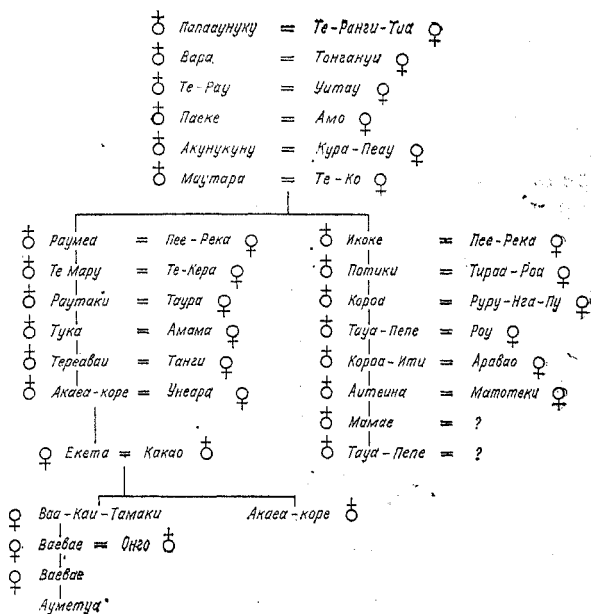 Папааунуку = Те-Ранги-Тиа
Вара = Тонгануи
Те-Рау = Уитау
Паеке = Амо
Акунукуну = Кура-Пеау
Маутара = Те-Ко
Раумеа = Пее-Река
Те Мару = Те-Кера
Раутаки = Таура
Тука = Амама
Тереаваи = Танги
Акаеа-коре = Унеара
Икоке = Пее-Река
Потики = Тираа-Роа
Короа = Руру-Нга-Пу
Тауа-Пепе = Роу
Короа-Ити = Аравао
Аитеина = Матотеки
Мамае = ?
Тауа-Пепе = ?
Екета = Какао
Ваа-Каи-Тамаки
Акаеа-коре
Ваевае = Онго
Ваевае
Ауметуа